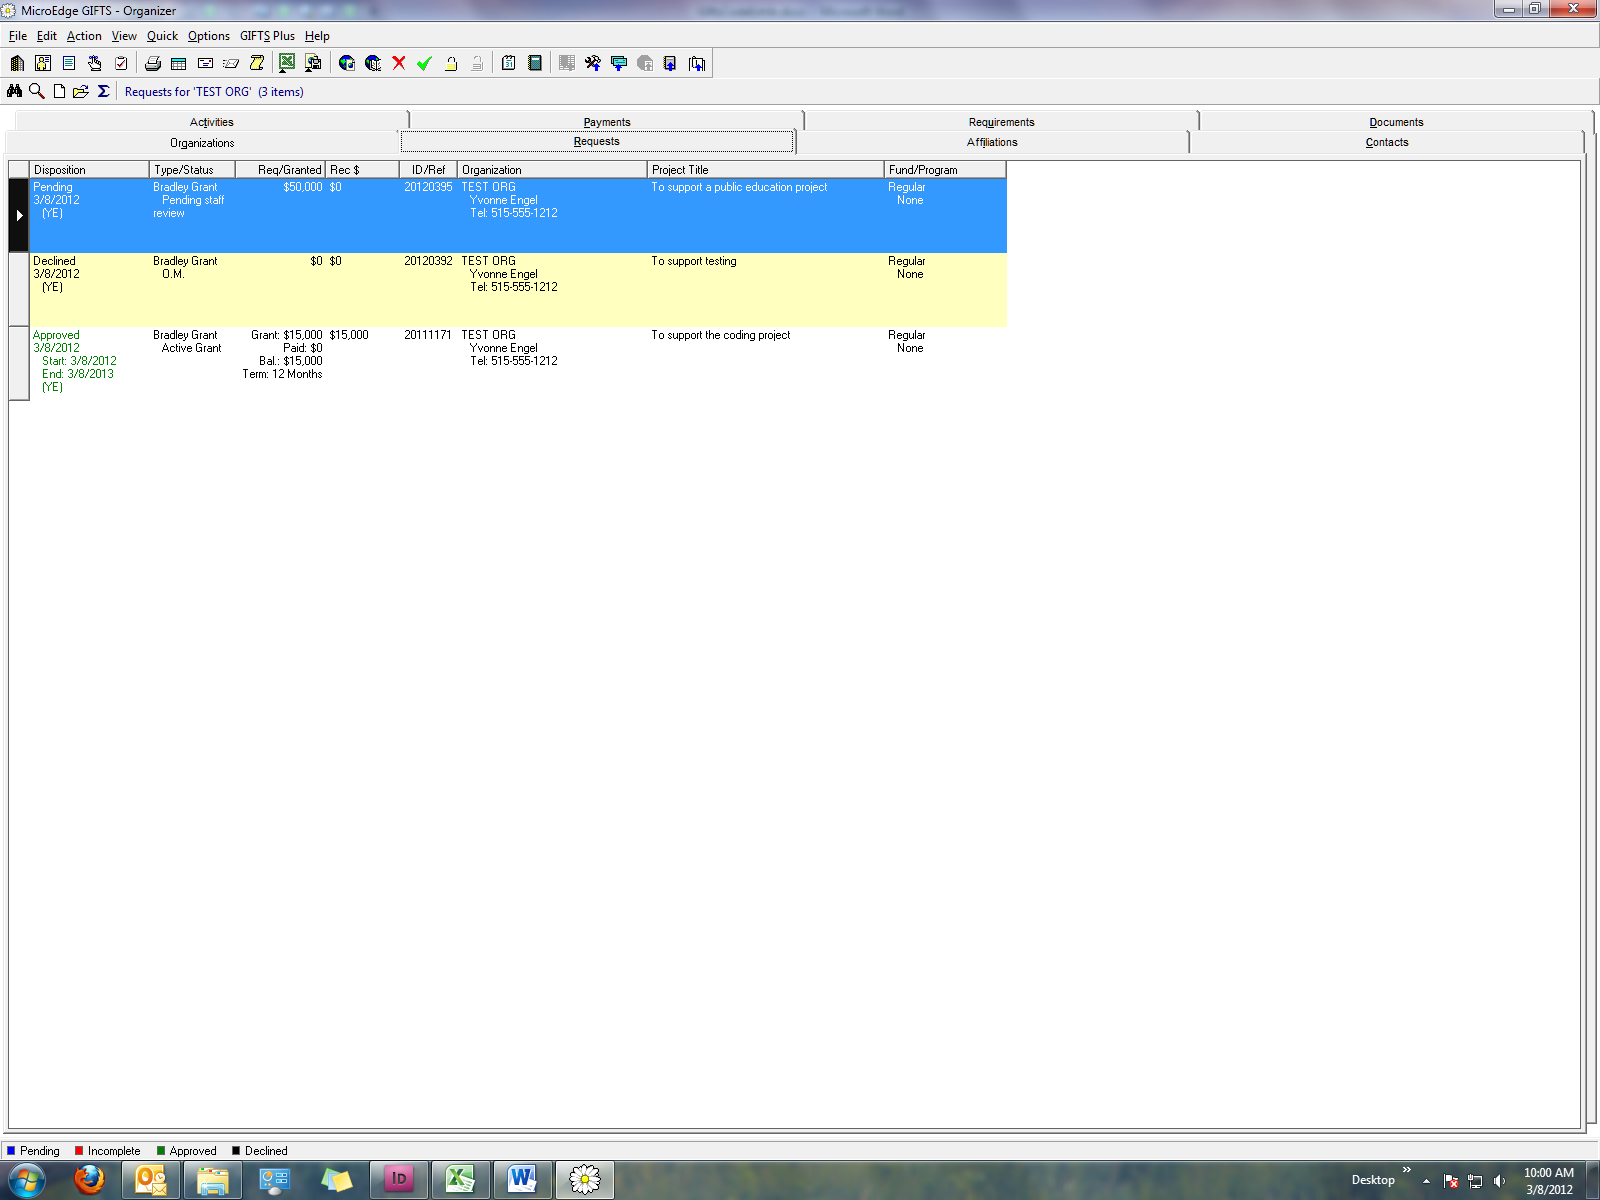 MicroEdge GIFTS - Organizer
File Edit Action View Quick Options GIFTS Plus Help
Requests for 'TEST ORG' (3 items)
Activities Payments Requirements Documents
Organizations Requests Affiliations Contacts
Disposition Type/Status Req/Granted Rec $ ID/Ref Organization Project Title Fund/Program
Pending Bradley Grant $50,000 $0 20120395 TEST ORG To support a public education project Regular
3/8/2012 Pending staff Yvonne Engel None
(YE) review Tel: 515-555-1212
Declined Bradley Grant $0 $0 20120392 TEST ORG To support testing Regular
3/8/2012 O.M. Yvonne Engel None
(YE) Tel: 515-555-1212
Approved Bradley Grant Grant: $15,000 $15,000 20111171 TEST ORG To support the coding project Regular
3/8/2012 Active Grant Paid: $0 Yvonne Engel None
Start: 3/8/2012 Bal.: $15,000 Tel: 515-555-1212
End: 3/8/2013 Term: 12 Months
(YE)
Pending Incomplete Approved Declined
Desktop 10:00 AM
3/8/2012